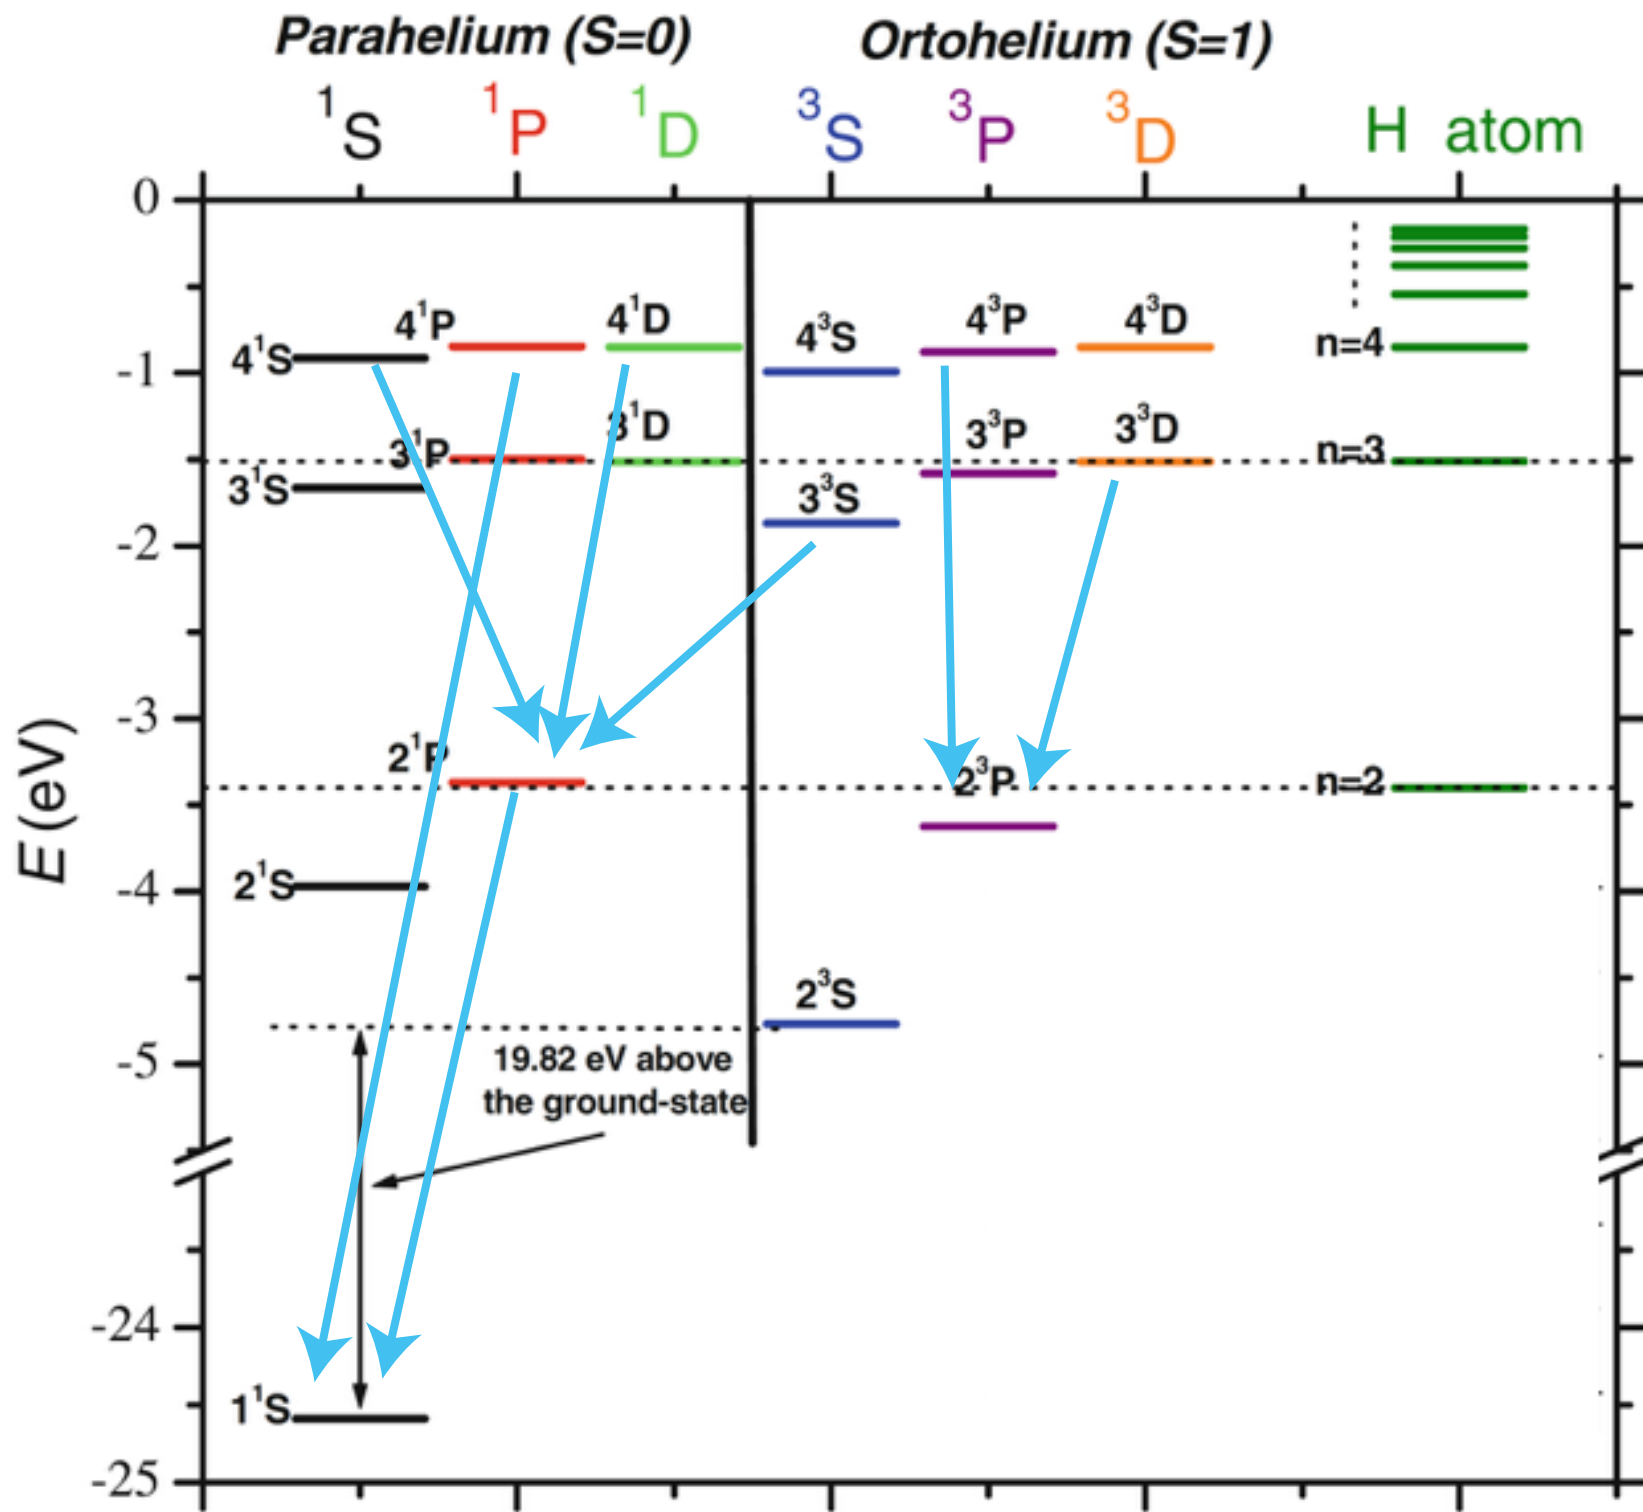 Parahelium (S=0) Ortohelium (S=1)
¹S ¹P ¹D ³S ³P ³D H atom
0
4¹P 4¹D 4³S 4³P 4³D n=4
4¹S
-1
3¹P 3¹D 3³P 3³D n=3
3¹S 3³S
-2
-3
2¹P 2³P n=2
2¹S
-4
E (eV)
2³S
-5
19.82 eV above
the ground-state
-24
1¹S
-25